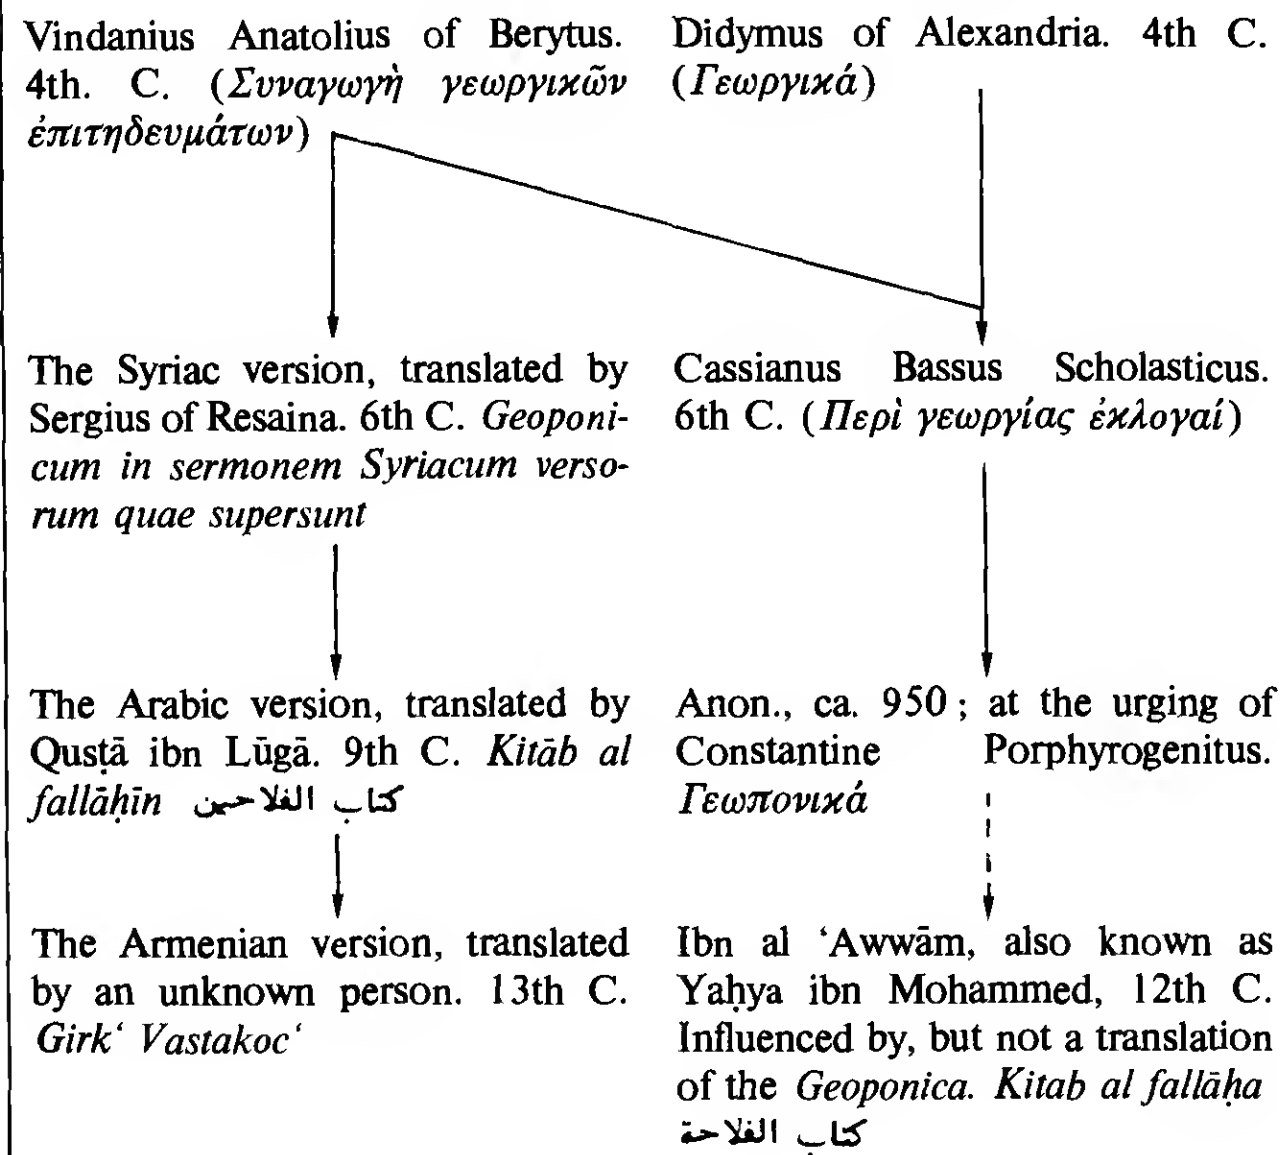 Vindanius Anatolius of Berytus.
4th. C. (Συναγωγὴ γεωργικῶν
ἐπιτηδευμάτων)
Didymus of Alexandria. 4th C.
(Γεωργικά)
The Syriac version, translated by
Sergius of Resaina. 6th C. Geoponi-
cum in sermonem Syriacum verso-
rum quae supersunt
Cassianus Bassus Scholasticus.
6th C. (Περὶ γεωργίας ἐκλογαί)
The Arabic version, translated by
Qusṭā ibn Lūgā. 9th C. Kitāb al
fallāḥīn كتاب الفلاحين
Anon., ca. 950 ; at the urging of
Constantine Porphyrogenitus.
Γεωπονικά
The Armenian version, translated
by an unknown person. 13th C.
Girk‘ Vastakoc‘
Ibn al ‘Awwām, also known as
Yaḥya ibn Mohammed, 12th C.
Influenced by, but not a translation
of the Geoponica. Kitab al fallāḥa
كتاب الفلاحة